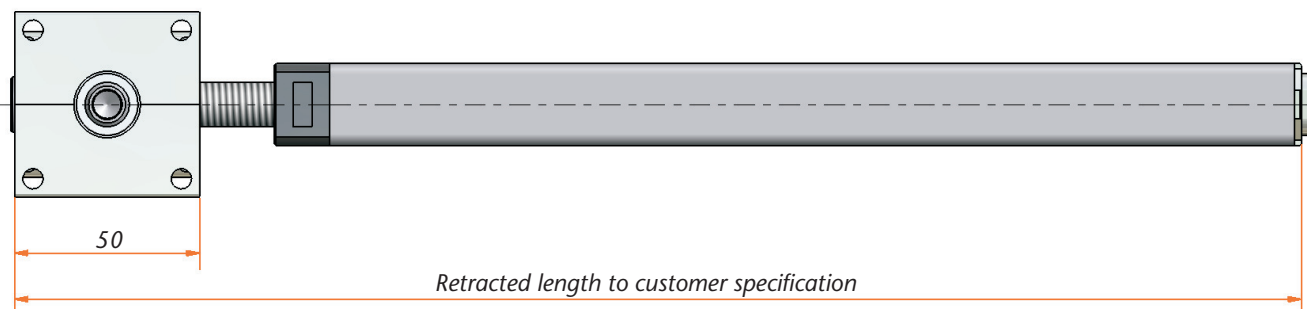 50
Retracted length to customer specification